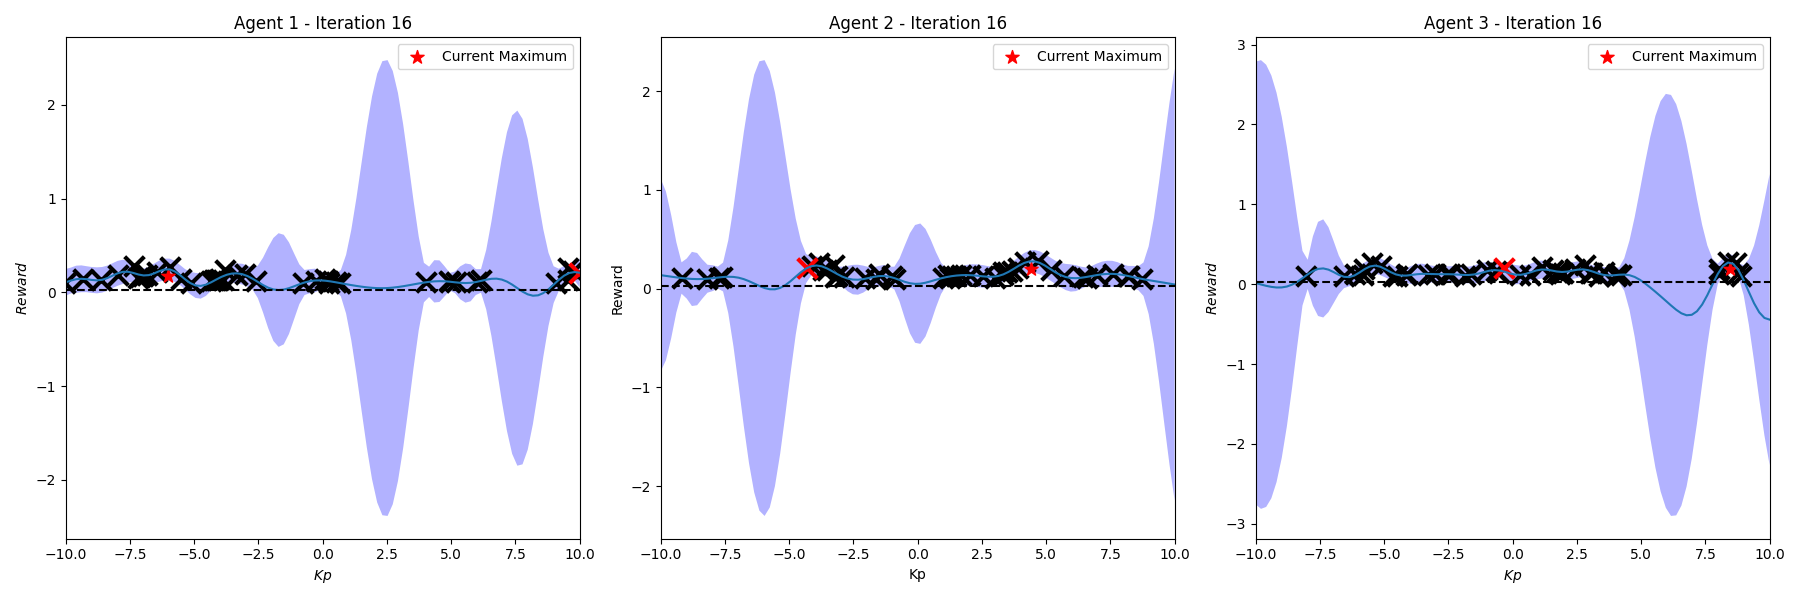 Agent 1 - Iteration 16
Current Maximum
Reward
2
1
0
−1
−2
−10.0 −7.5 −5.0 −2.5 0.0 2.5 5.0 7.5 10.0
Kp
Agent 2 - Iteration 16
Current Maximum
Reward
2
1
0
−1
−2
−10.0 −7.5 −5.0 −2.5 0.0 2.5 5.0 7.5 10.0
Kp
Agent 3 - Iteration 16
Current Maximum
Reward
3
2
1
0
−1
−2
−3
−10.0 −7.5 −5.0 −2.5 0.0 2.5 5.0 7.5 10.0
Kp